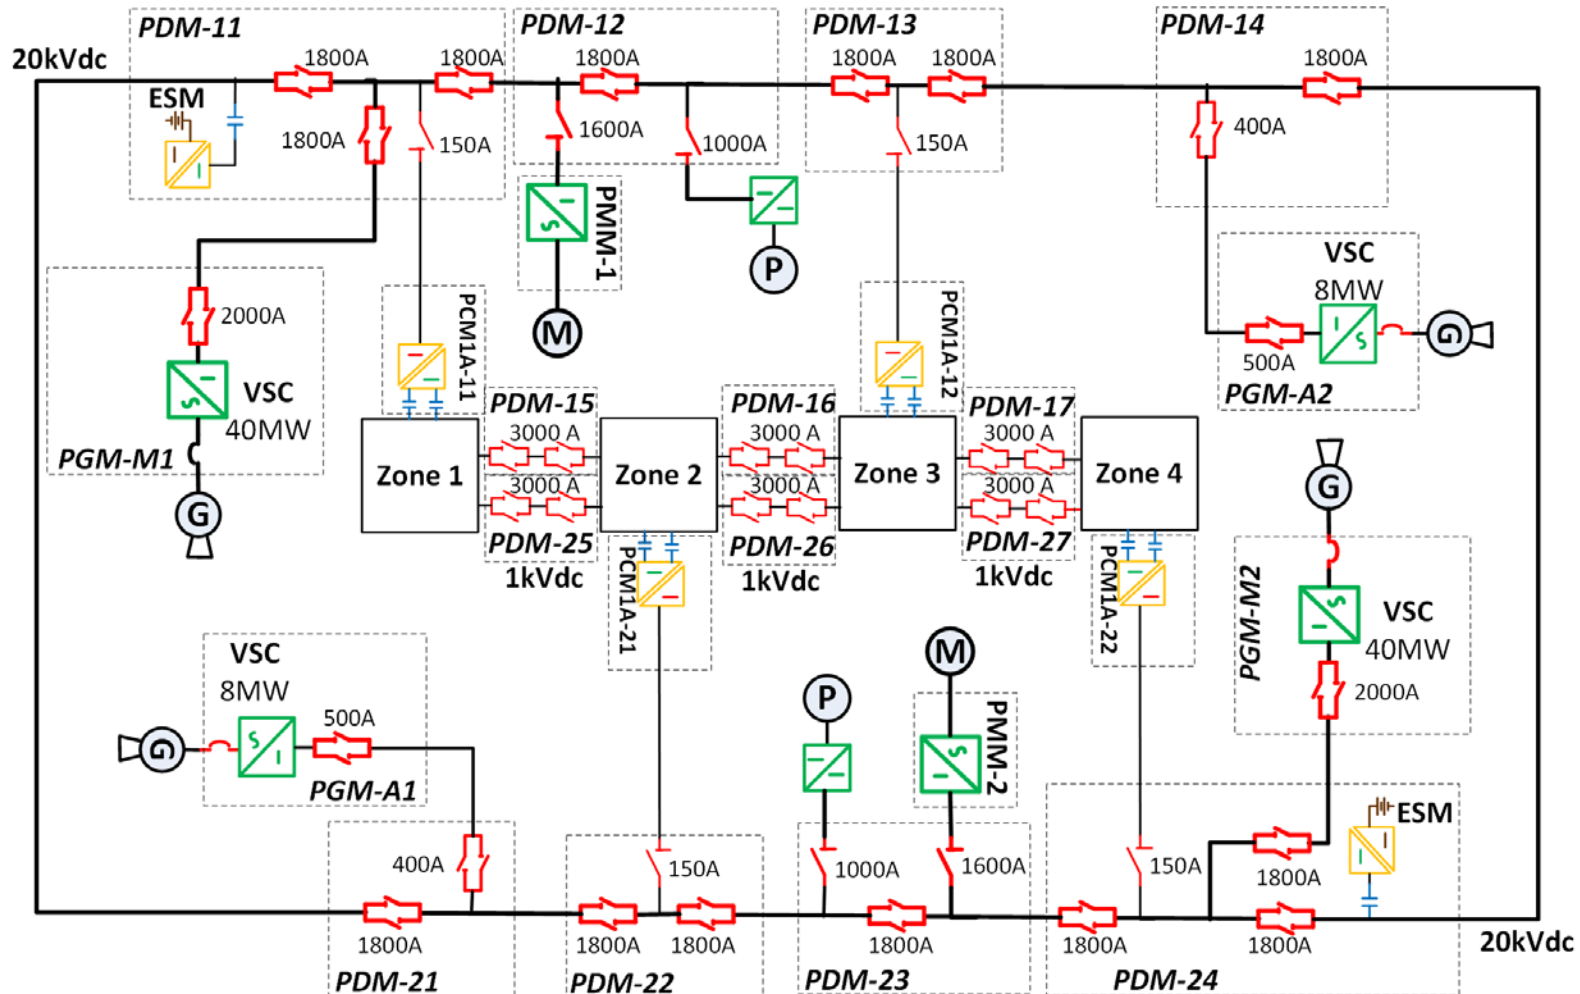 PDM-11
PDM-12
PDM-13
PDM-14
20kVdc
1800A
1800A
1800A
1800A
1800A
1800A
ESM
1800A
150A
1600A
1000A
150A
400A
PMM-1
P
M
VSC
8MW
500A
G
PGM-A2
2000A
VSC
40MW
PGM-M1
G
PCM1A-11
PCM1A-12
PDM-15
PDM-16
PDM-17
3000 A
3000 A
3000 A
Zone 1
Zone 2
Zone 3
Zone 4
3000 A
3000 A
3000 A
PDM-25
PDM-26
PDM-27
1kVdc
1kVdc
1kVdc
PCM1A-21
PCM1A-22
G
PGM-M2
VSC
40MW
2000A
VSC
8MW
500A
G
PGM-A1
P
M
PMM-2
ESM
400A
150A
1000A
1600A
150A
1800A
1800A
1800A
1800A
1800A
1800A
1800A
20kVdc
PDM-21
PDM-22
PDM-23
PDM-24